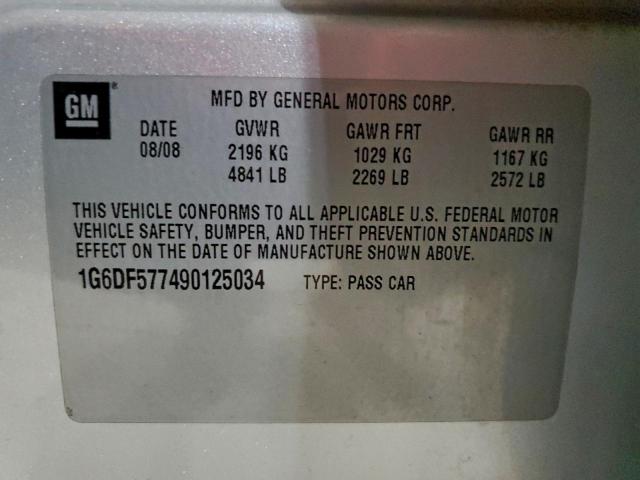 GM®
MFD BY GENERAL MOTORS CORP.
DATE GVWR GAWR FRT GAWR RR
08/08 2196 KG 1029 KG 1167 KG
4841 LB 2269 LB 2572 LB
THIS VEHICLE CONFORMS TO ALL APPLICABLE U.S. FEDERAL MOTOR
VEHICLE SAFETY, BUMPER, AND THEFT PREVENTION STANDARDS IN
EFFECT ON THE DATE OF MANUFACTURE SHOWN ABOVE.
1G6DF577490125034 TYPE: PASS CAR